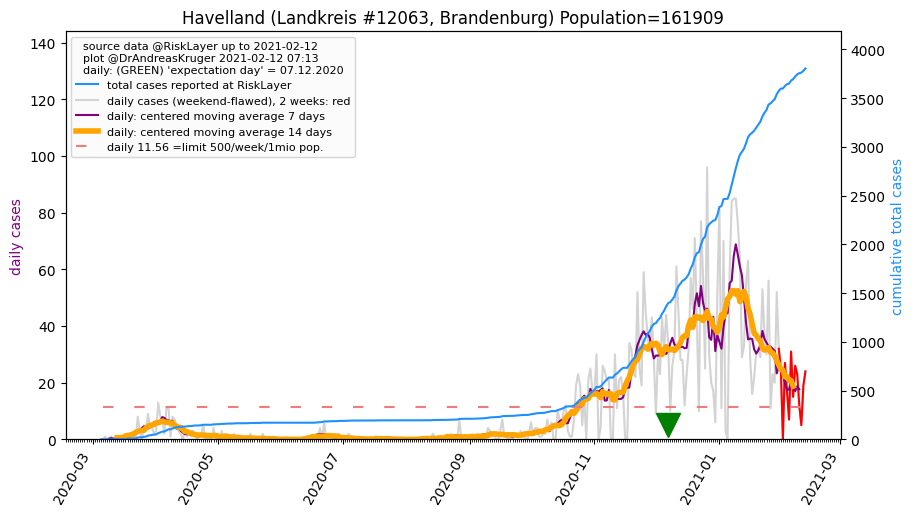 Havelland (Landkreis #12063, Brandenburg) Population=161909
source data @RiskLayer up to 2021-02-12
plot @DrAndreasKruger 2021-02-12 07:13
daily: (GREEN) 'expectation day' = 07.12.2020
total cases reported at RiskLayer
daily cases (weekend-flawed), 2 weeks: red
daily: centered moving average 7 days
daily: centered moving average 14 days
daily 11.56 =limit 500/week/1mio pop.
daily cases
140
120
100
80
60
40
20
0
cumulative total cases
4000
3500
3000
2500
2000
1500
1000
500
0
2020-03
2020-05
2020-07
2020-09
2020-11
2021-01
2021-03